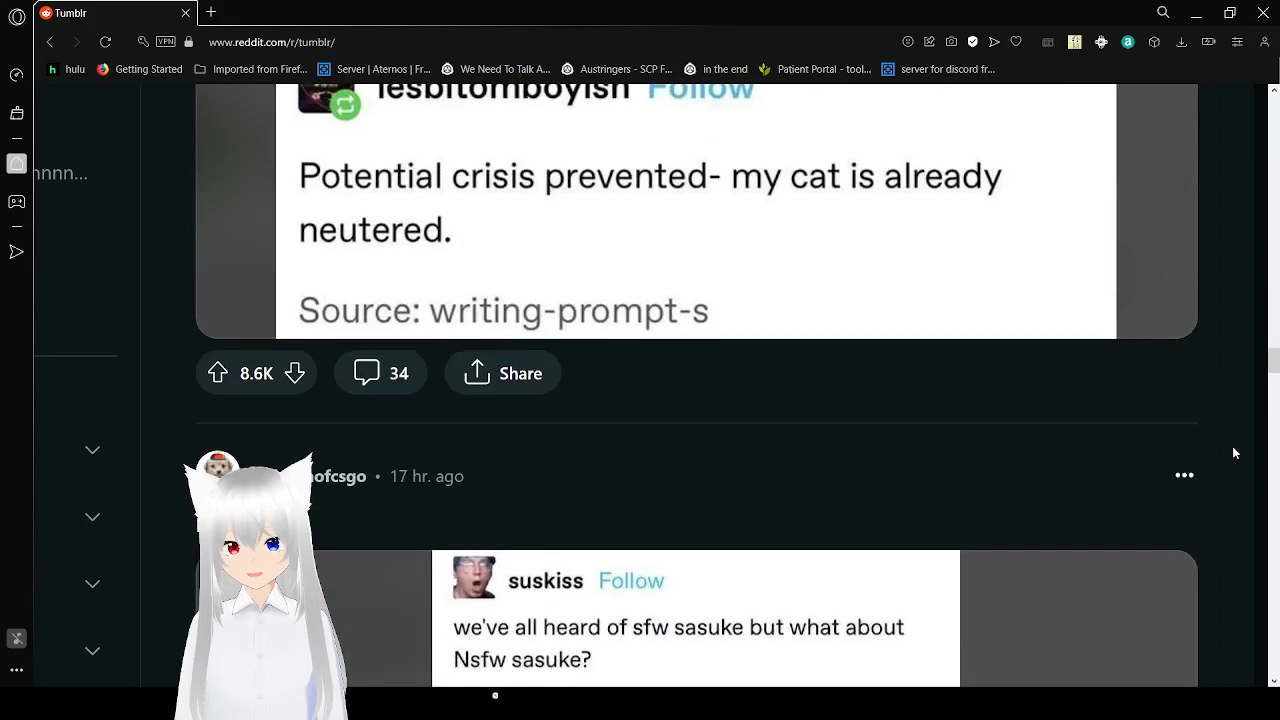 Tumblr
VPN
www.reddit.com/r/tumblr/
hulu
Getting Started
Imported from Firef...
Server | Aternos | Fr...
We Need To Talk A...
Austringers - SCP F...
in the end
Patient Portal - tool...
server for discord fr...
lesbitomboyish Follow
nnn...
Potential crisis prevented- my cat is already
neutered.
Source: writing-prompt-s
8.6K
34
Share
ofcsgo • 17 hr. ago
suskiss Follow
we've all heard of sfw sasuke but what about
Nsfw sasuke?